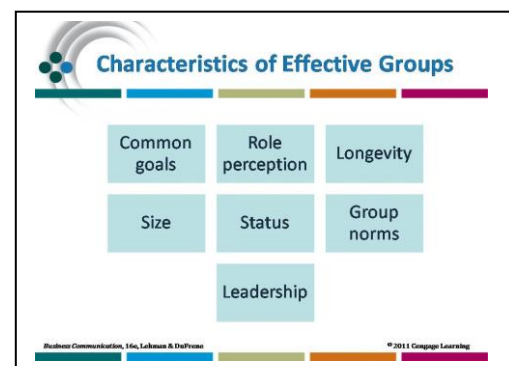 Characteristics of Effective Groups
Common
goals
Role
perception
Longevity
Size
Status
Group
norms
Leadership
Business Communication, 16e, Lehman & DuFrene
©2011 Cengage Learning